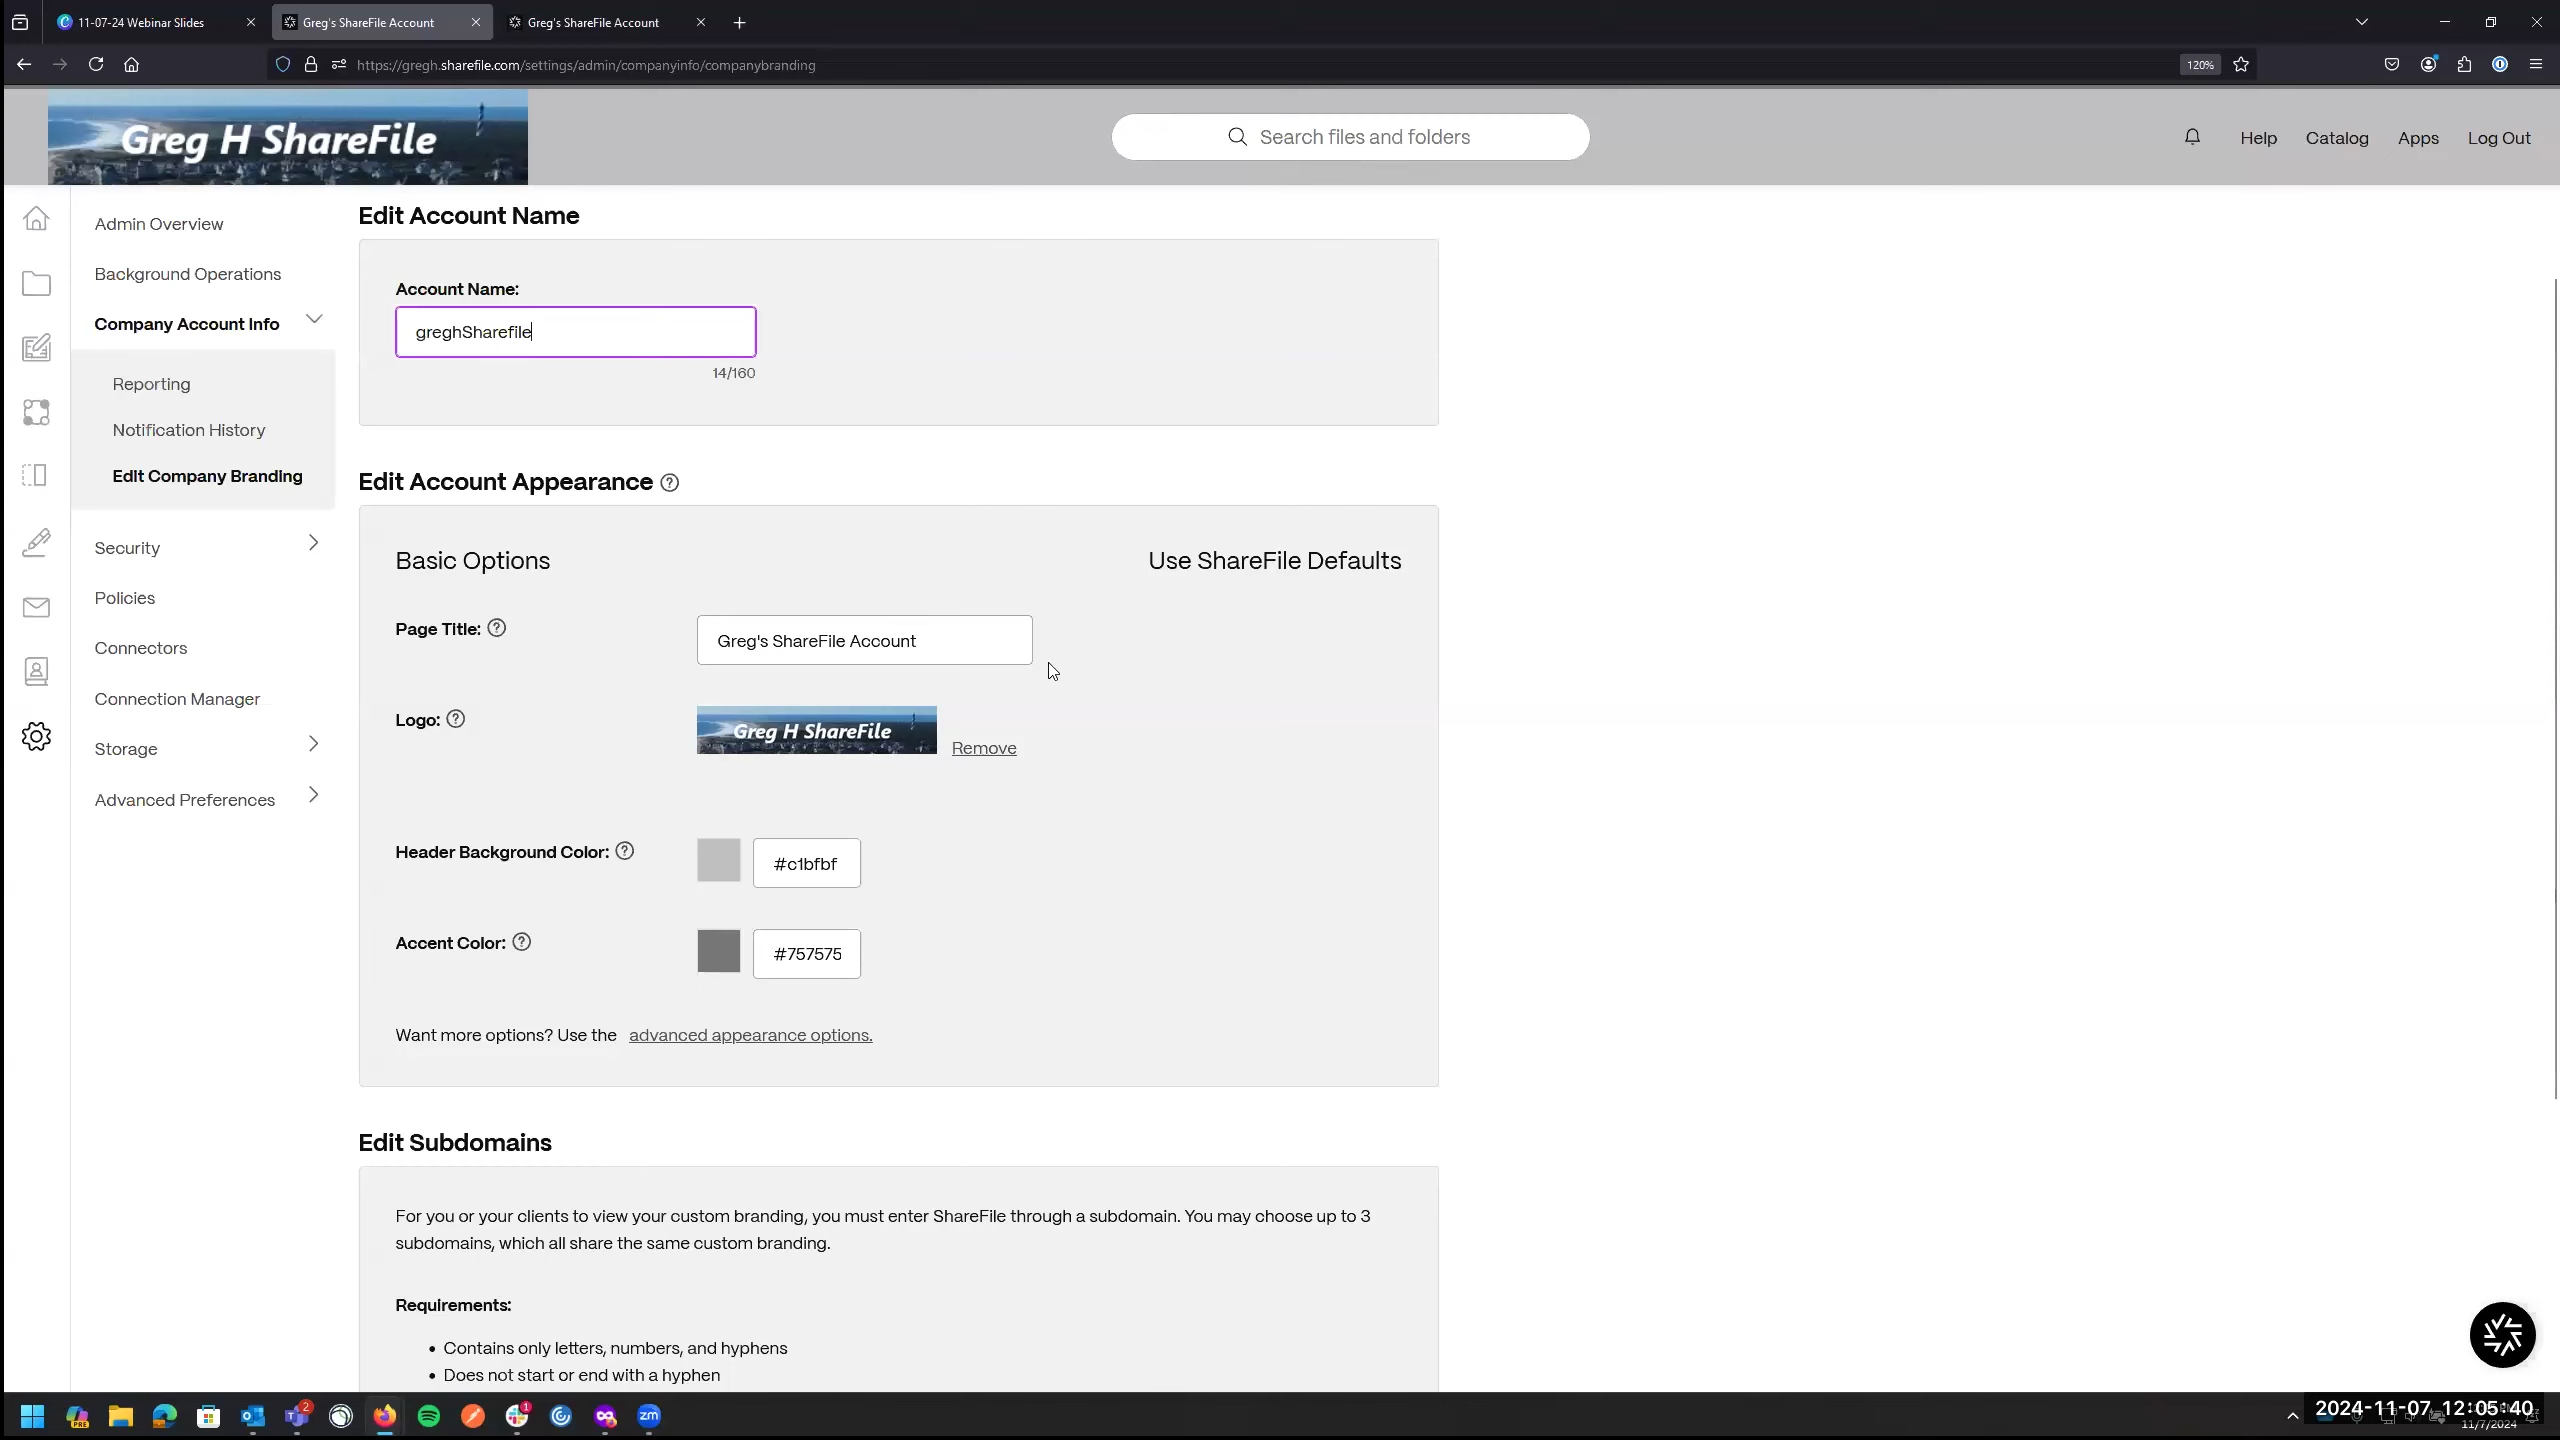 11-07-24 Webinar Slides
Greg's ShareFile Account
Greg's ShareFile Account
https://gregh.sharefile.com/settings/admin/companyinfo/companybranding
120%
Greg H ShareFile
Search files and folders
Help
Catalog
Apps
Log Out
Admin Overview
Background Operations
Company Account Info
Reporting
Notification History
Edit Company Branding
Security
Policies
Connectors
Connection Manager
Storage
Advanced Preferences
Edit Account Name
Account Name:
greghSharefile
14/160
Edit Account Appearance
Basic Options
Use ShareFile Defaults
Page Title:
Greg's ShareFile Account
Logo:
Greg H ShareFile
Remove
Header Background Color:
#c1bfbf
Accent Color:
#757575
Want more options? Use the advanced appearance options.
Edit Subdomains
For you or your clients to view your custom branding, you must enter ShareFile through a subdomain. You may choose up to 3
subdomains, which all share the same custom branding.
Requirements:
• Contains only letters, numbers, and hyphens
• Does not start or end with a hyphen
PRE
2
1
zm
2024-11-07 12:05:40
11/7/2024